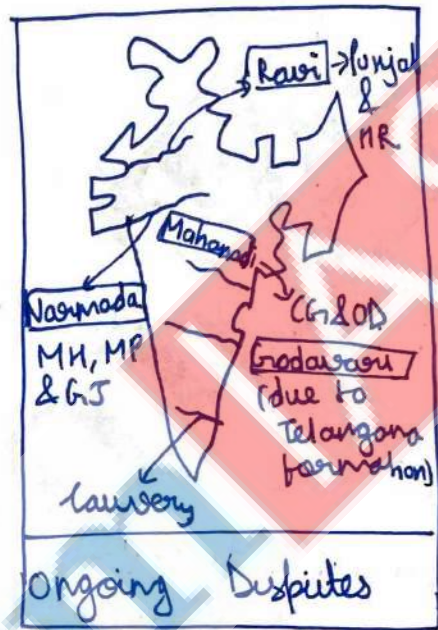 Ravi → Punjab
&
HR
Mahanadi
CG & OD
Narmada
MH, MP
& GJ
Godavari
(due to
Telangana
formation)
Cauvery
Ongoing Disputes